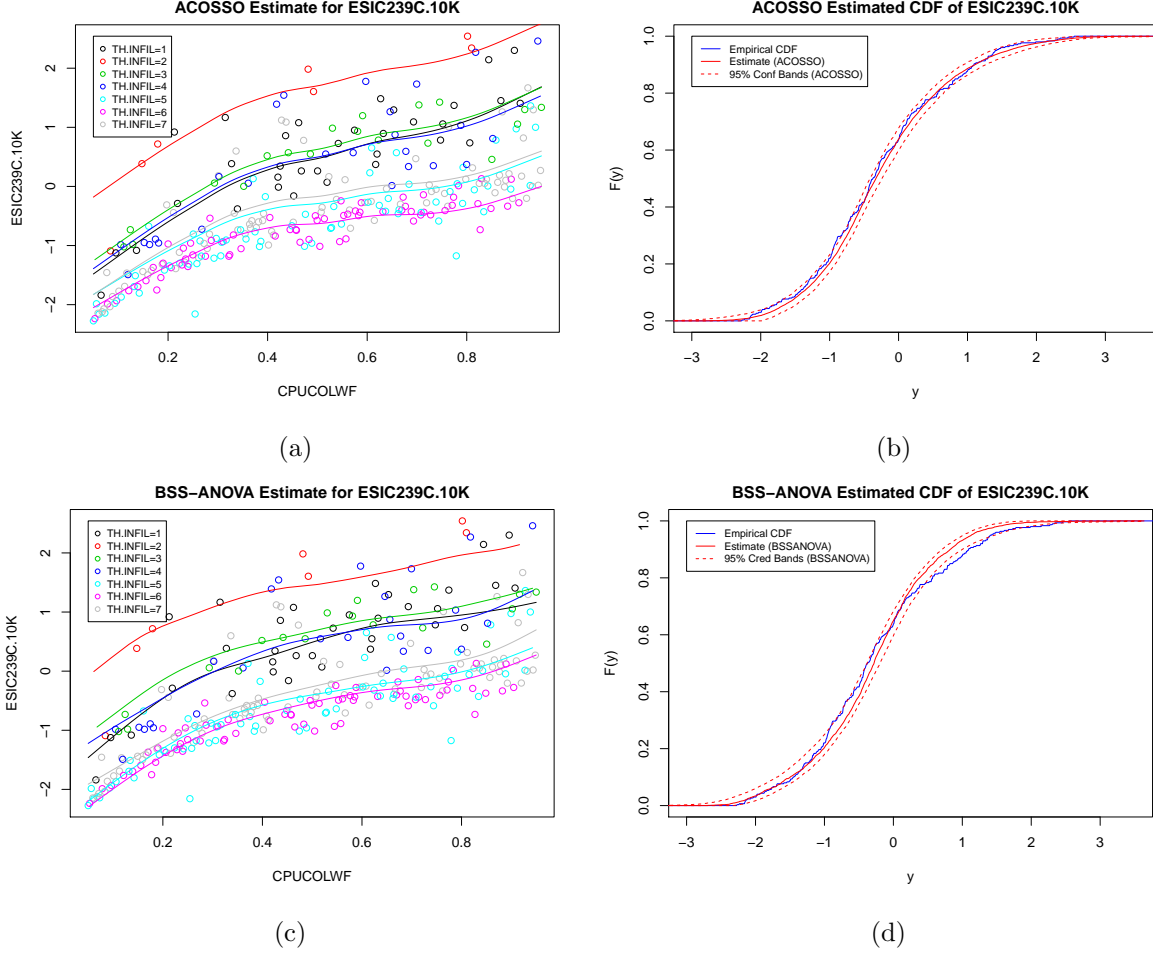 ACOSSO Estimate for ESIC239C.10K
ESIC239C.10K
2
1
0
−1
−2
TH.INFIL=1
TH.INFIL=2
TH.INFIL=3
TH.INFIL=4
TH.INFIL=5
TH.INFIL=6
TH.INFIL=7
0.2 0.4 0.6 0.8
CPUCOLWF
(a)
ACOSSO Estimated CDF of ESIC239C.10K
F(y)
1.0
0.8
0.6
0.4
0.2
0.0
Empirical CDF
Estimate (ACOSSO)
95% Conf Bands (ACOSSO)
−3 −2 −1 0 1 2 3
y
(b)
BSS−ANOVA Estimate for ESIC239C.10K
ESIC239C.10K
2
1
0
−1
−2
TH.INFIL=1
TH.INFIL=2
TH.INFIL=3
TH.INFIL=4
TH.INFIL=5
TH.INFIL=6
TH.INFIL=7
0.2 0.4 0.6 0.8
CPUCOLWF
(c)
BSS−ANOVA Estimated CDF of ESIC239C.10K
F(y)
1.0
0.8
0.6
0.4
0.2
0.0
Empirical CDF
Estimate (BSSANOVA)
95% Cred Bands (BSSANOVA)
−3 −2 −1 0 1 2 3
y
(d)